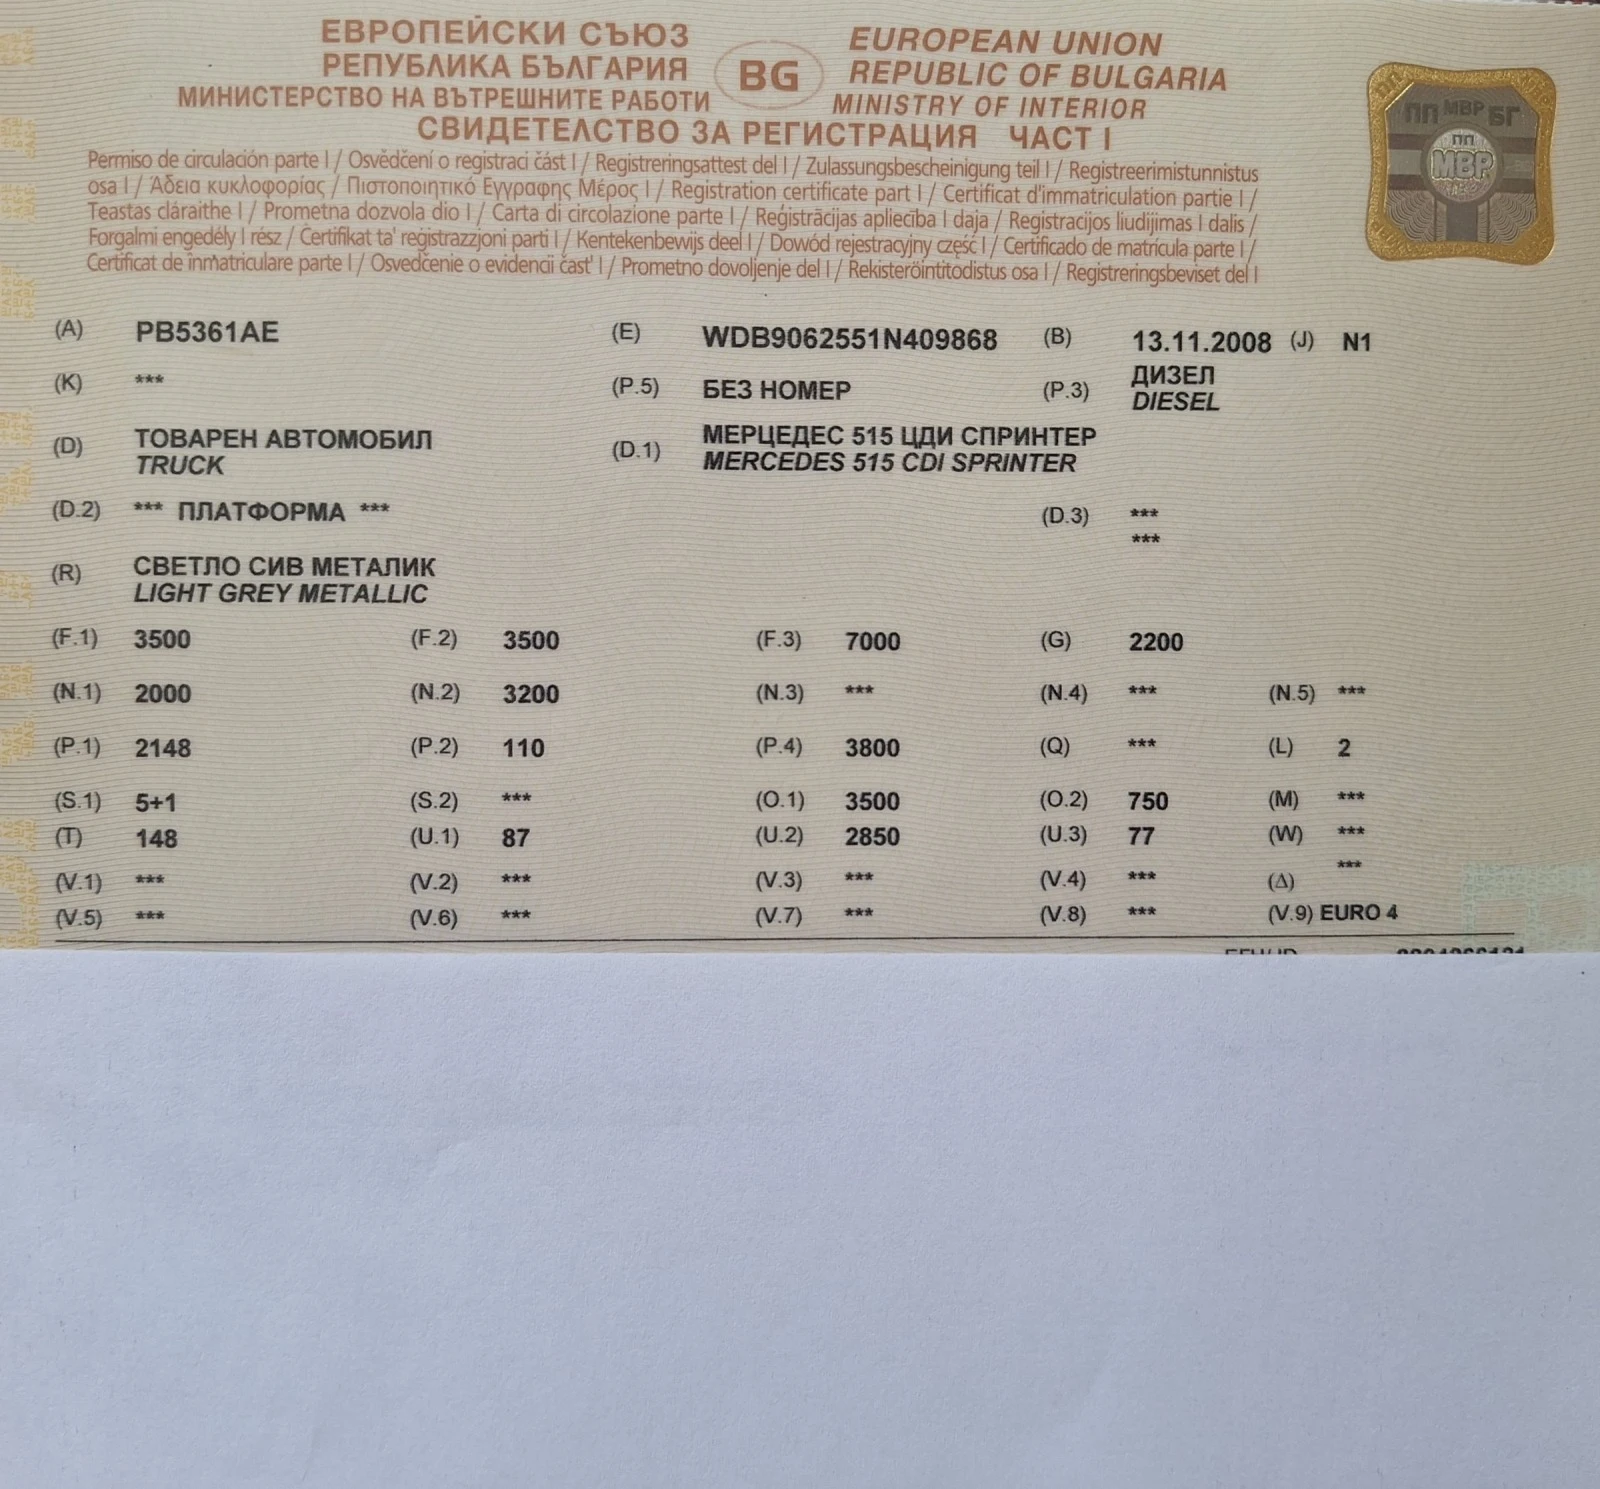 ЕВРОПЕЙСКИ СЪЮЗ
РЕПУБЛИКА БЪЛГАРИЯ
МИНИСТЕРСТВО НА ВЪТРЕШНИТЕ РАБОТИ
BG
EUROPEAN UNION
REPUBLIC OF BULGARIA
MINISTRY OF INTERIOR
СВИДЕТЕЛСТВО ЗА РЕГИСТРАЦИЯ ЧАСТ I
ПП МВР БГ
ПП
МВР
Permiso de circulación parte I / Osvědčení o registraci část I / Registreringsattest del I / Zulassungsbescheinigung teil I / Registreerimistunnistus
osa I / Άδεια κυκλοφορίας / Πιστοποιητικό Εγγραφης Μέρος I / Registration certificate part I / Certificat d'immatriculation partie I /
Teastas cláraithe I / Prometna dozvola dio I / Carta di circolazione parte I / Reģistrācijas apliecība I daja / Registracijos liudijimas I dalis /
Forgalmi engedély I rész / Ċertifikat ta' reġistrazzjoni parti I / Kentekenbewijs deel I / Dowód rejestracyjny część I / Certificado de matrícula parte I /
Certificat de înmatriculare parte I / Osvedčenie o evidencii časť I / Prometno dovoljenje del I / Rekisteröintitodistus osa I / Registreringsbeviset del I
(A) PB5361AE (E) WDB9062551N409868 (B) 13.11.2008 (J) N1
(K) *** (P.5) БЕЗ НОМЕР (P.3) ДИЗЕЛ
DIESEL
(D) ТОВАРЕН АВТОМОБИЛ (D.1) МЕРЦЕДЕС 515 ЦДИ СПРИНТЕР
TRUCK MERCEDES 515 CDI SPRINTER
(D.2) *** ПЛАТФОРМА *** (D.3) ***
***
(R) СВЕТЛО СИВ МЕТАЛИК
LIGHT GREY METALLIC
(F.1) 3500 (F.2) 3500 (F.3) 7000 (G) 2200
(N.1) 2000 (N.2) 3200 (N.3) *** (N.4) *** (N.5) ***
(P.1) 2148 (P.2) 110 (P.4) 3800 (Q) *** (L) 2
(S.1) 5+1 (S.2) *** (O.1) 3500 (O.2) 750 (M) ***
(T) 148 (U.1) 87 (U.2) 2850 (U.3) 77 (W) ***
(V.1) *** (V.2) *** (V.3) *** (V.4) *** (Δ) ***
(V.5) *** (V.6) *** (V.7) *** (V.8) *** (V.9) EURO 4